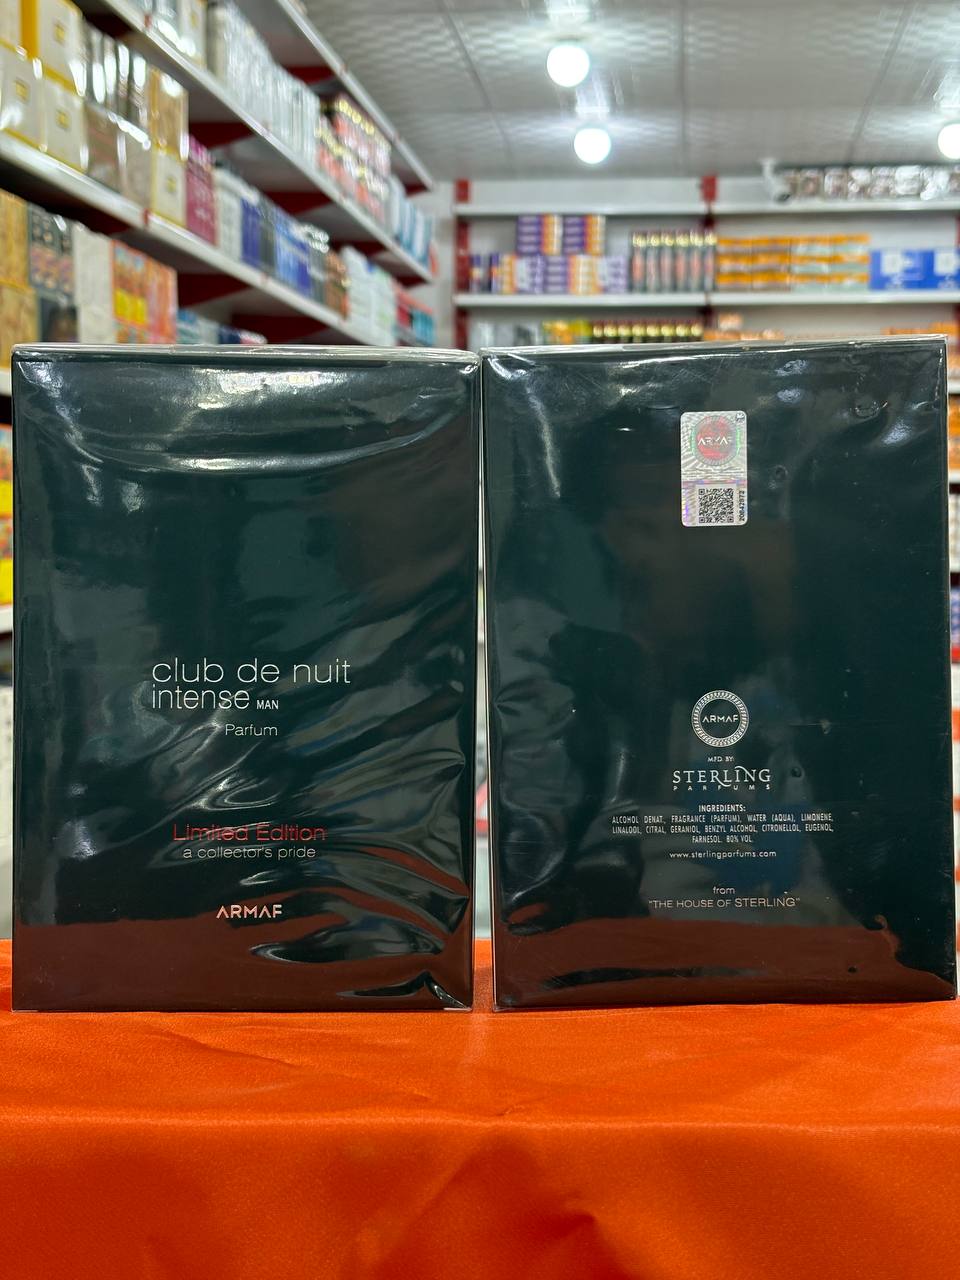 club de nuit
intense MAN
Parfum
Limited Edition
a collector's pride
ARMAF
ARMAF
ARMAF
MFD. BY:
STERLING
PARFUMS
INGREDIENTS:
ALCOHOL DENAT., FRAGRANCE (PARFUM), WATER (AQUA), LIMONENE,
LINALOOL, CITRAL, GERANIOL, BENZYL ALCOHOL, CITRONELLOL, EUGENOL,
FARNESOL. 80% VOL.
www.sterlingparfums.com
from
"THE HOUSE OF STERLING"